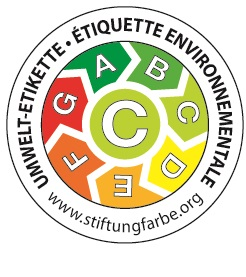 UMWELT-ETIKETTE • ÉTIQUETTE ENVIRONNEMENTALE
A
B
C
D
E
F
G
C
www.stiftungfarbe.org